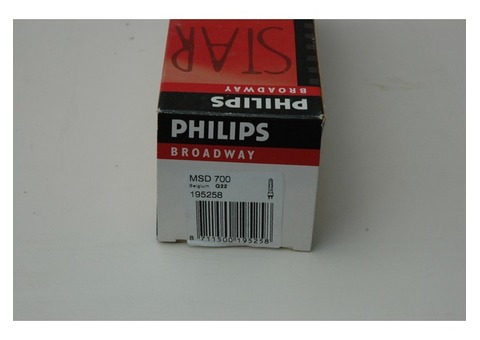 STAR
PHILIPS
BROADWAY
PHILIPS
BROADWAY
MSD 700
Belgium G22
195258
8 711500 195258